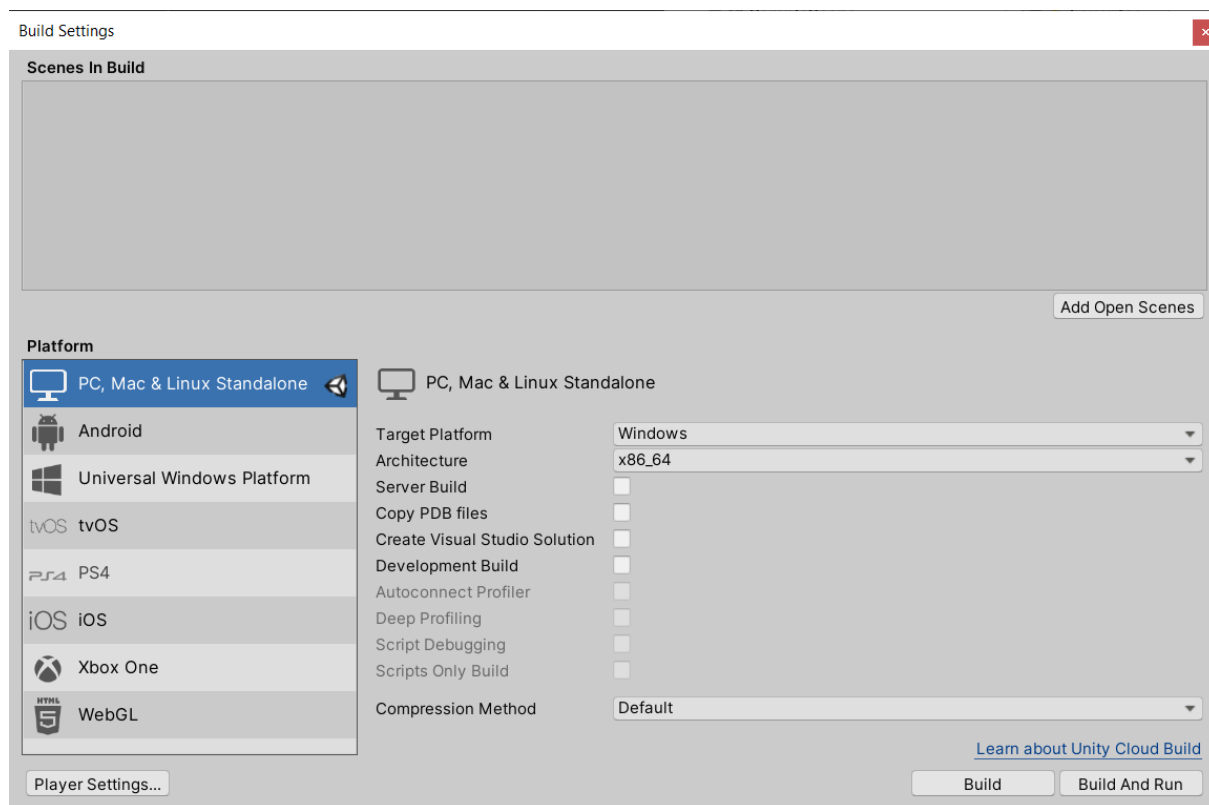 Build Settings
×
Scenes In Build
Add Open Scenes
Platform
PC, Mac & Linux Standalone
Android
Universal Windows Platform
tvOS tvOS
PS4 PS4
iOS iOS
Xbox One
HTML 5 WebGL
PC, Mac & Linux Standalone
Target Platform Windows
Architecture x86_64
Server Build
Copy PDB files
Create Visual Studio Solution
Development Build
Autoconnect Profiler
Deep Profiling
Script Debugging
Scripts Only Build
Compression Method Default
Learn about Unity Cloud Build
Player Settings... Build Build And Run